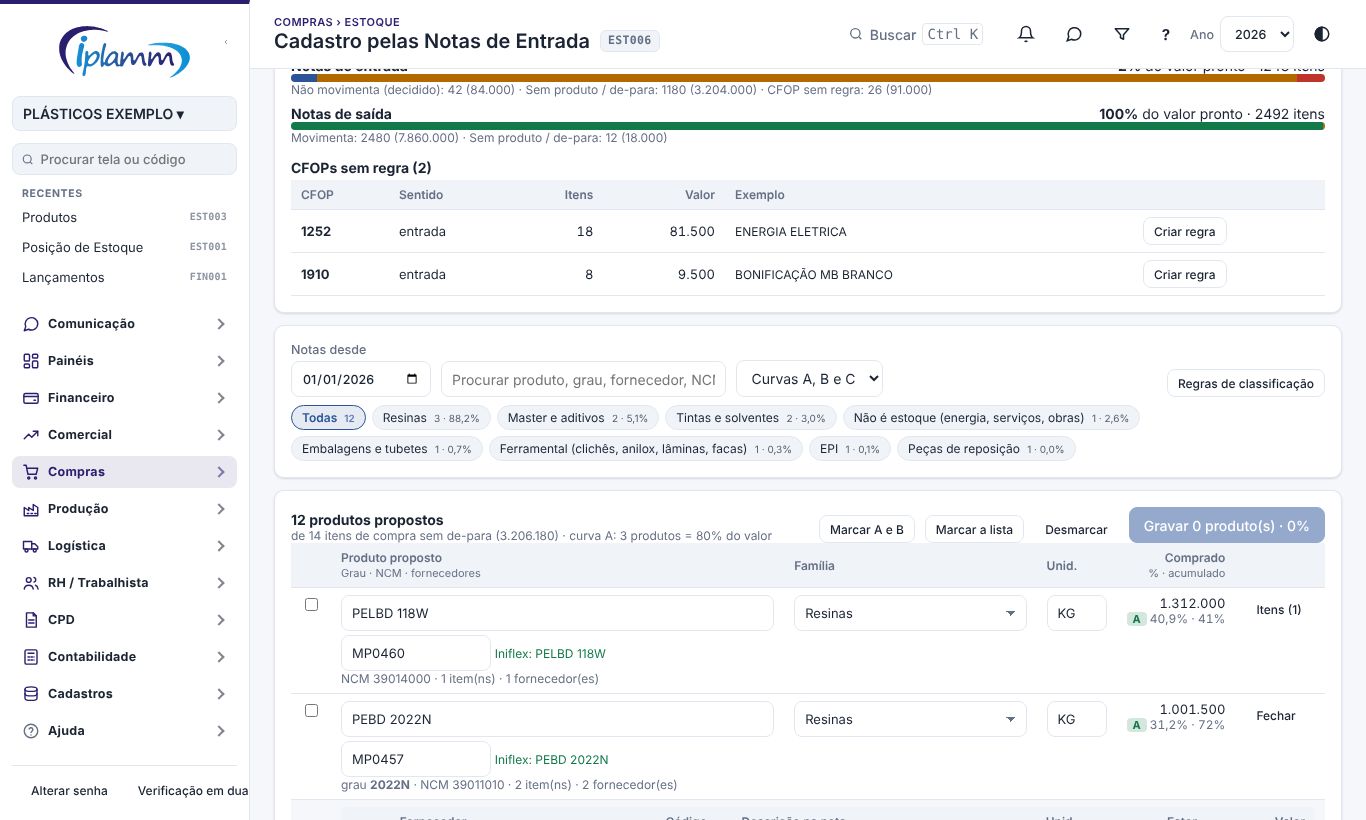 iplamm
PLÁSTICOS EXEMPLO ▾
Procurar tela ou código
RECENTES
Produtos EST003
Posição de Estoque EST001
Lançamentos FIN001
Comunicação
Painéis
Financeiro
Comercial
Compras
Produção
Logística
RH / Trabalhista
CPD
Contabilidade
Cadastros
Ajuda
Alterar senha Verificação em dua
COMPRAS › ESTOQUE
Cadastro pelas Notas de Entrada EST006
Buscar Ctrl K ? Ano 2026
Não movimenta (decidido): 42 (84.000) · Sem produto / de-para: 1180 (3.204.000) · CFOP sem regra: 26 (91.000)
Notas de saída 100% do valor pronto · 2492 itens
Movimenta: 2480 (7.860.000) · Sem produto / de-para: 12 (18.000)
CFOPs sem regra (2)
CFOP Sentido Itens Valor Exemplo
1252 entrada 18 81.500 ENERGIA ELETRICA Criar regra
1910 entrada 8 9.500 BONIFICAÇÃO MB BRANCO Criar regra
Notas desde
01/01/2026 Procurar produto, grau, fornecedor, NCI Curvas A, B e C Regras de classificação
Todas 12 Resinas 3 · 88,2% Master e aditivos 2 · 5,1% Tintas e solventes 2 · 3,0% Não é estoque (energia, serviços, obras) 1 · 2,6%
Embalagens e tubetes 1 · 0,7% Ferramental (clichês, anilox, lâminas, facas) 1 · 0,3% EPI 1 · 0,1% Peças de reposição 1 · 0,0%
12 produtos propostos
de 14 itens de compra sem de-para (3.206.180) · curva A: 3 produtos = 80% do valor
Marcar A e B Marcar a lista Desmarcar Gravar 0 produto(s) · 0%
Produto proposto Família Unid. Comprado
Grau · NCM · fornecedores % · acumulado
PELBD 118W Resinas KG 1.312.000 Itens (1)
A 40,9% · 41%
MP0460 Iniflex: PELBD 118W
NCM 39014000 · 1 item(ns) · 1 fornecedor(es)
PEBD 2022N Resinas KG 1.001.500 Fechar
A 31,2% · 72%
MP0457 Iniflex: PEBD 2022N
grau 2022N · NCM 39011010 · 2 item(ns) · 2 fornecedor(es)